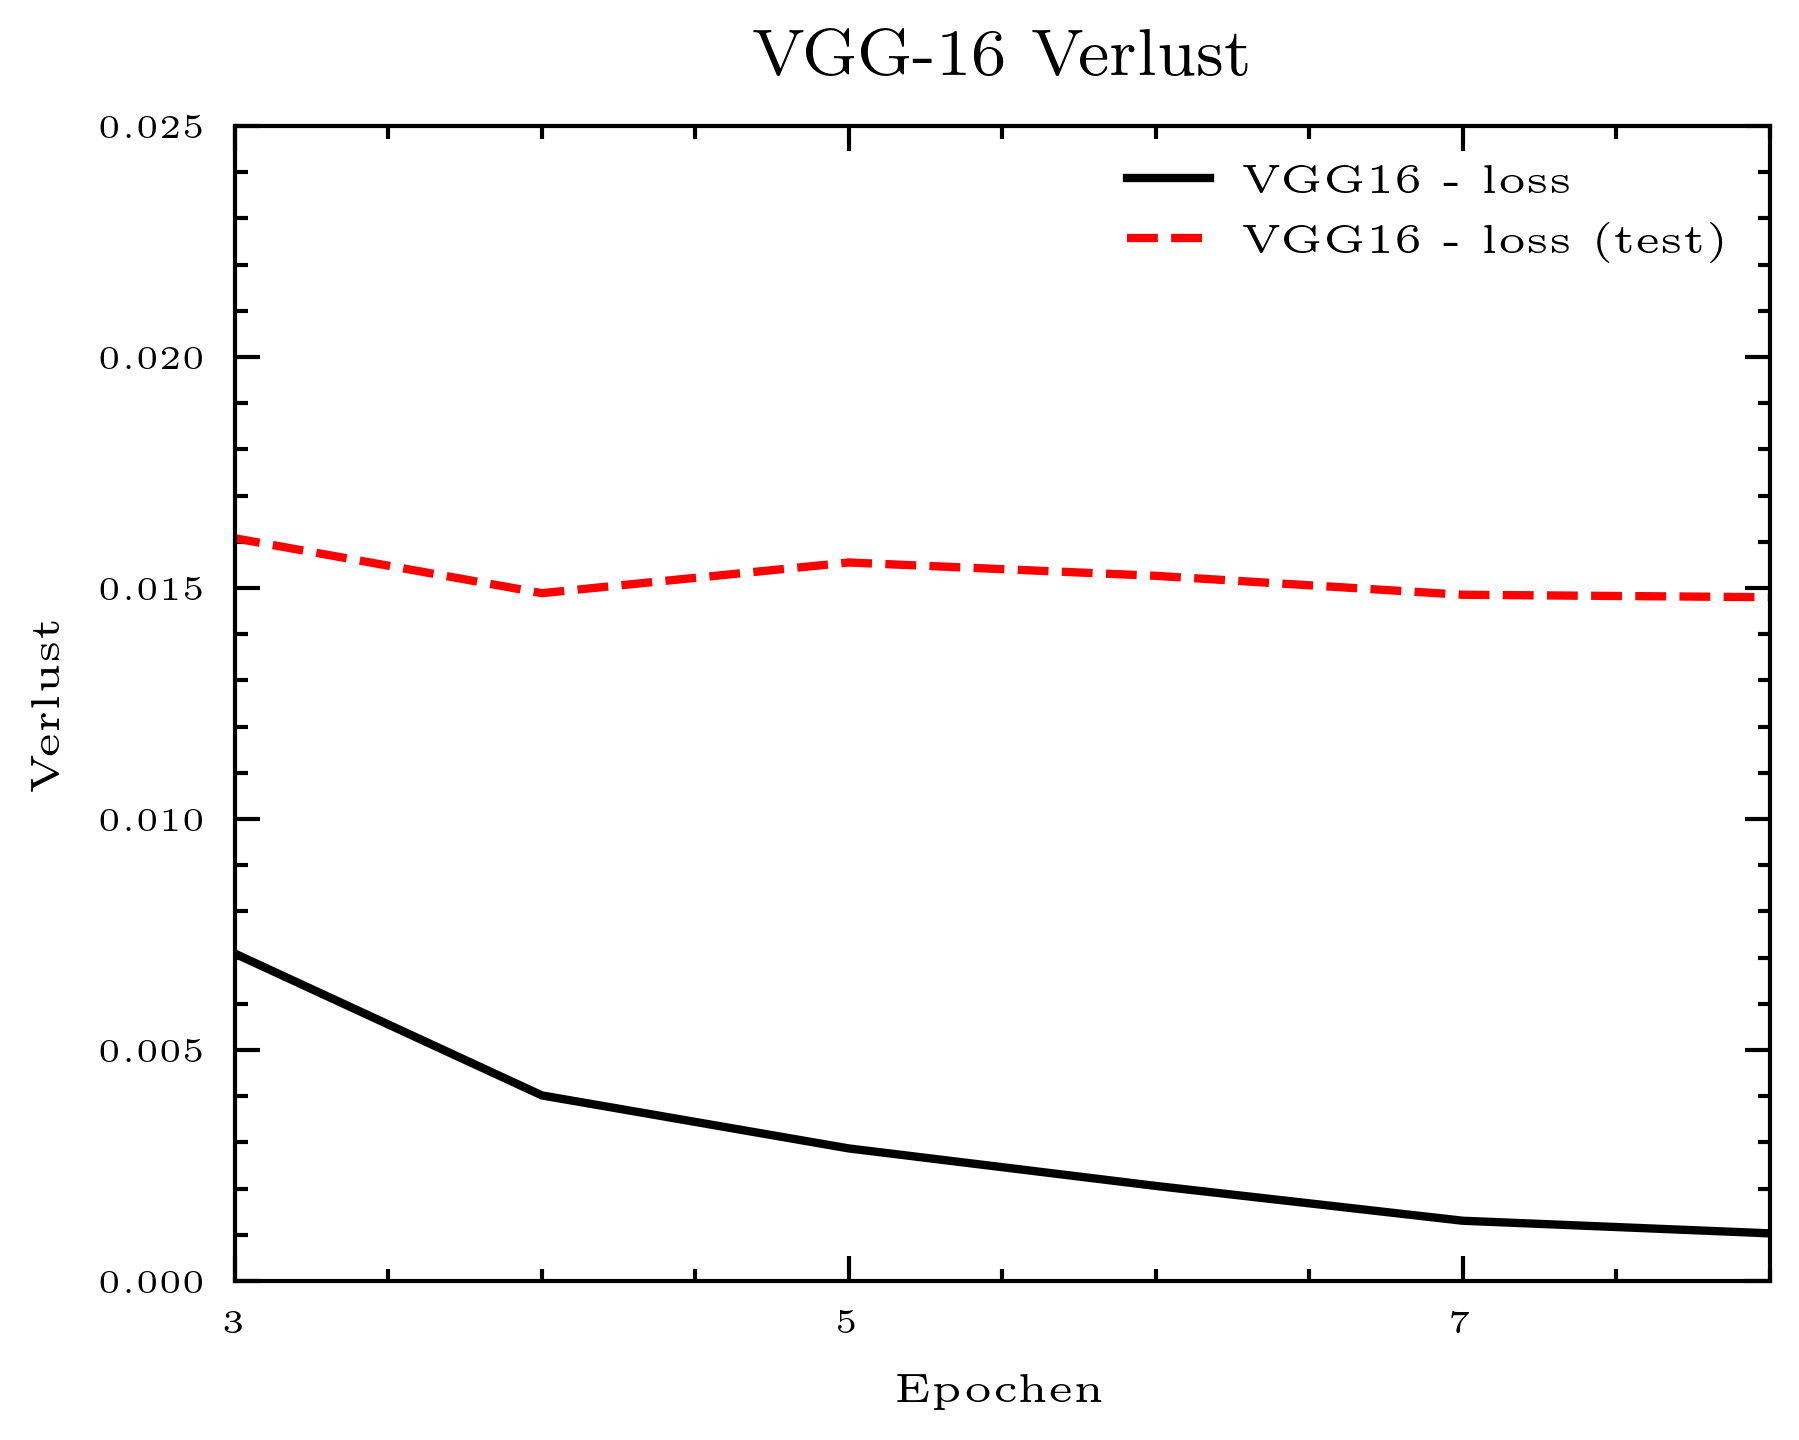 VGG-16 Verlust
0.025
VGG16 - loss
VGG16 - loss (test)
0.020
0.015
Verlust
0.010
0.005
0.000
3 5 7
Epochen